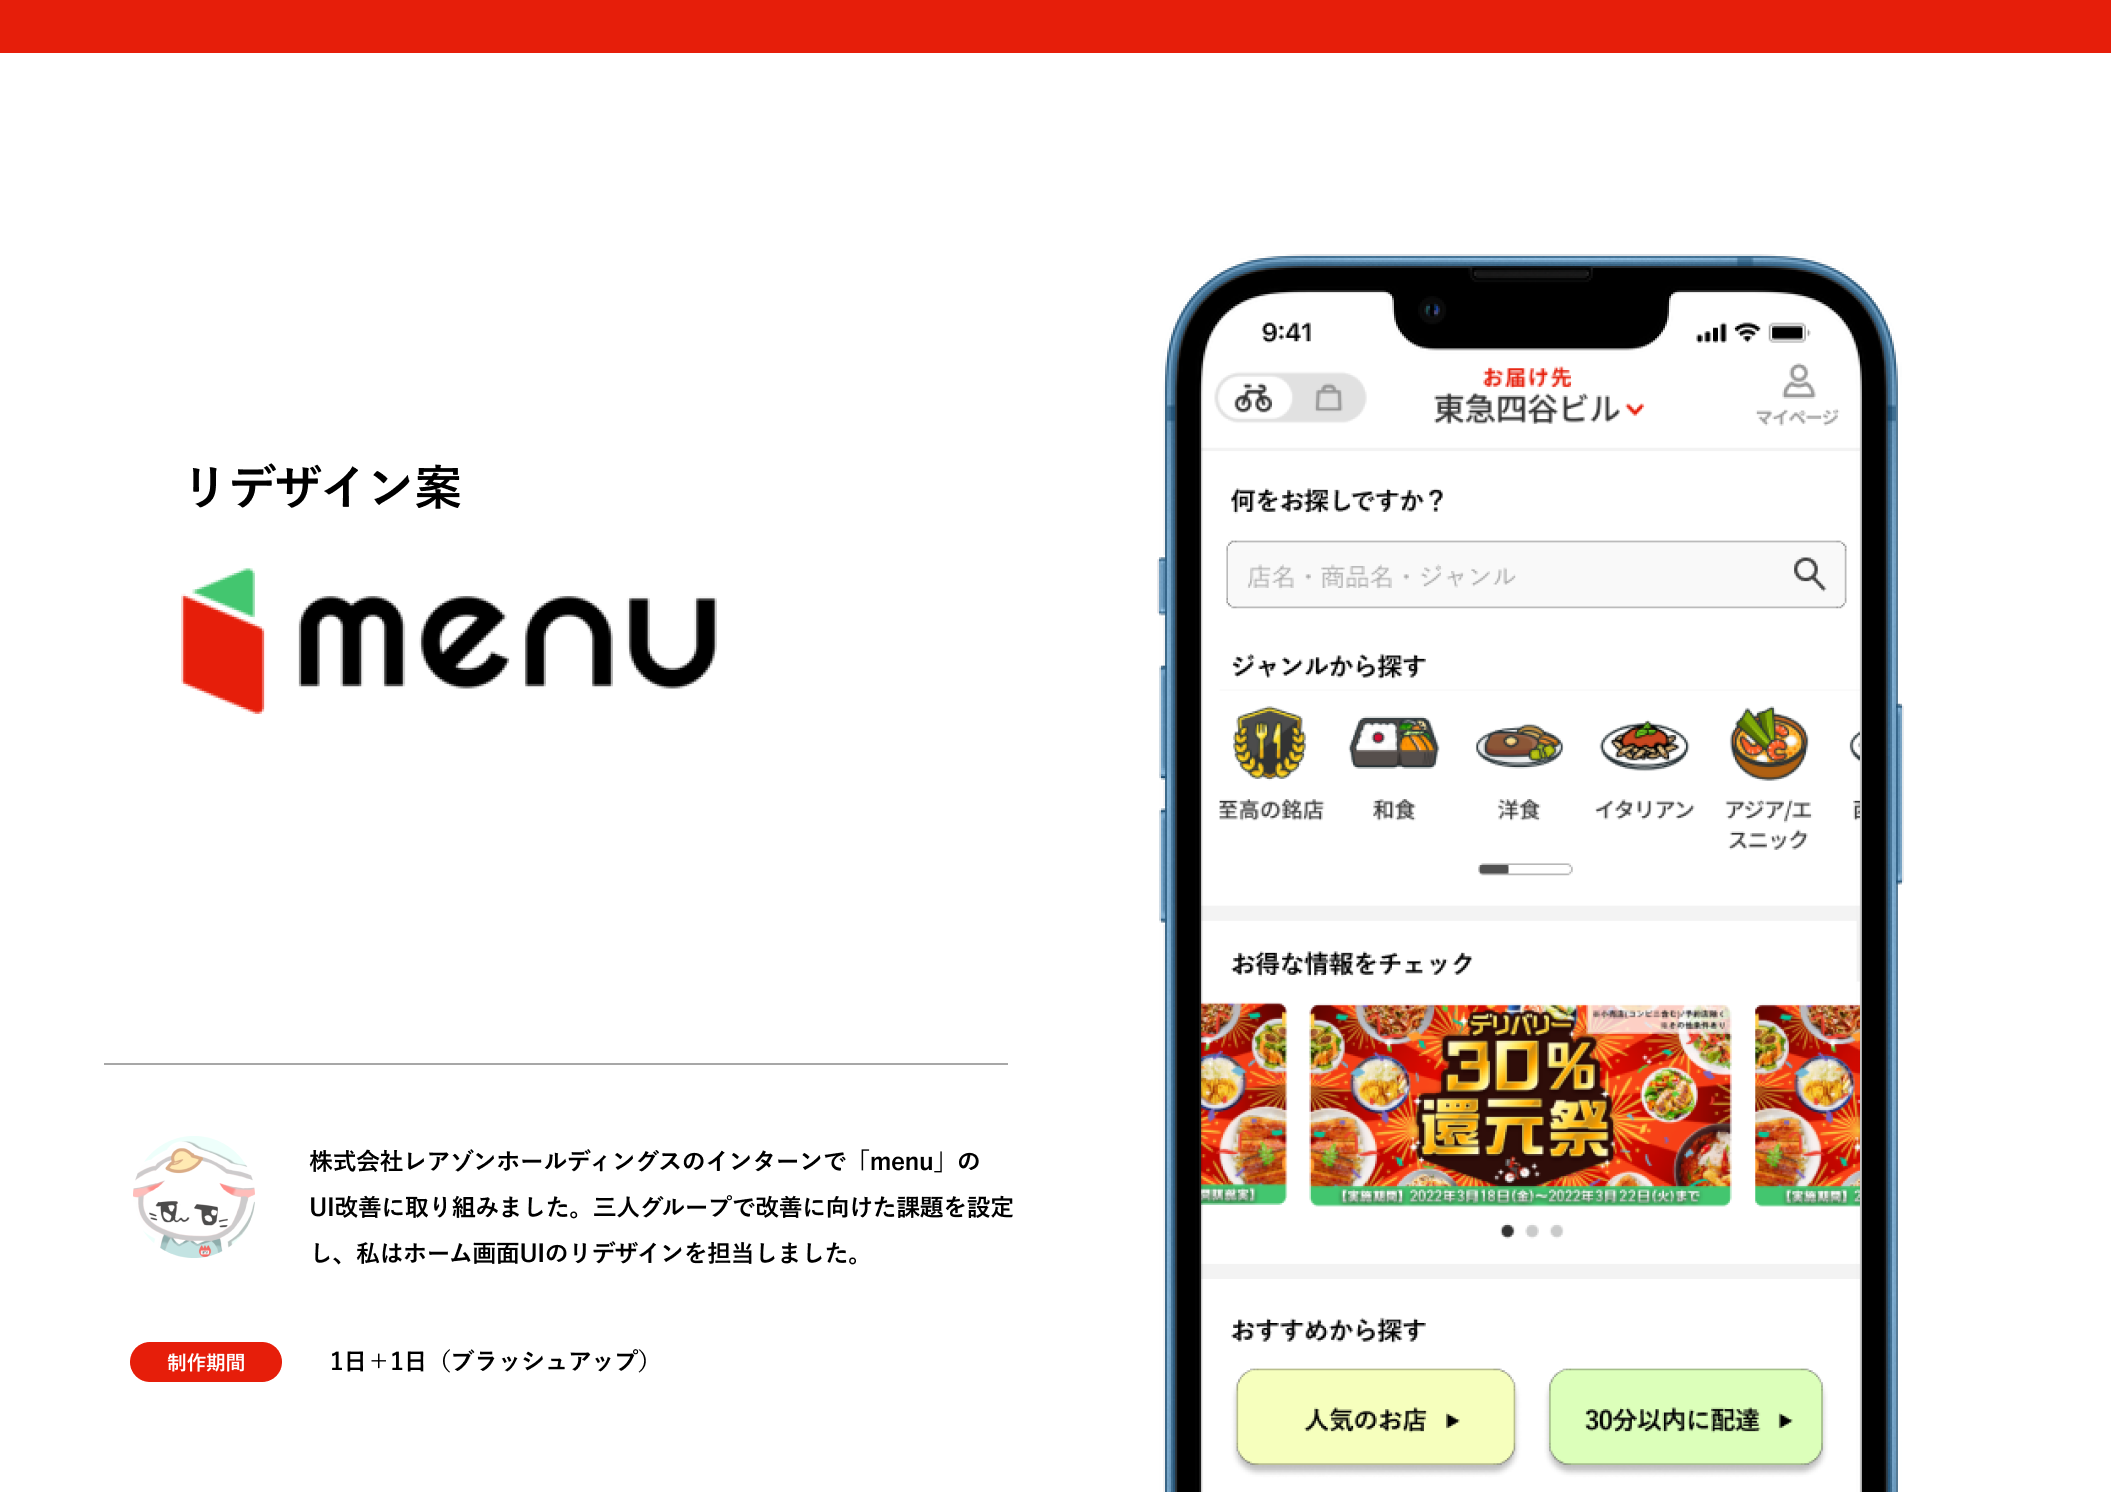 リデザイン案
menu
株式会社レアゾンホールディングスのインターンで「menu」の
UI改善に取り組みました。三人グループで改善に向けた課題を設定
し、私はホーム画面UIのリデザインを担当しました。
制作期間
1日＋1日（ブラッシュアップ）
9:41
お届け先
東急四谷ビル
マイページ
何をお探しですか？
店名・商品名・ジャンル
ジャンルから探す
至高の銘店
和食
洋食
イタリアン
アジア/エ
スニック
お得な情報をチェック
デリバリー
30%
還元祭
【実施期間】2022年3月18日(金)～2022年3月22日(火)まで
【実施期間】2
おすすめから探す
人気のお店
30分以内に配達